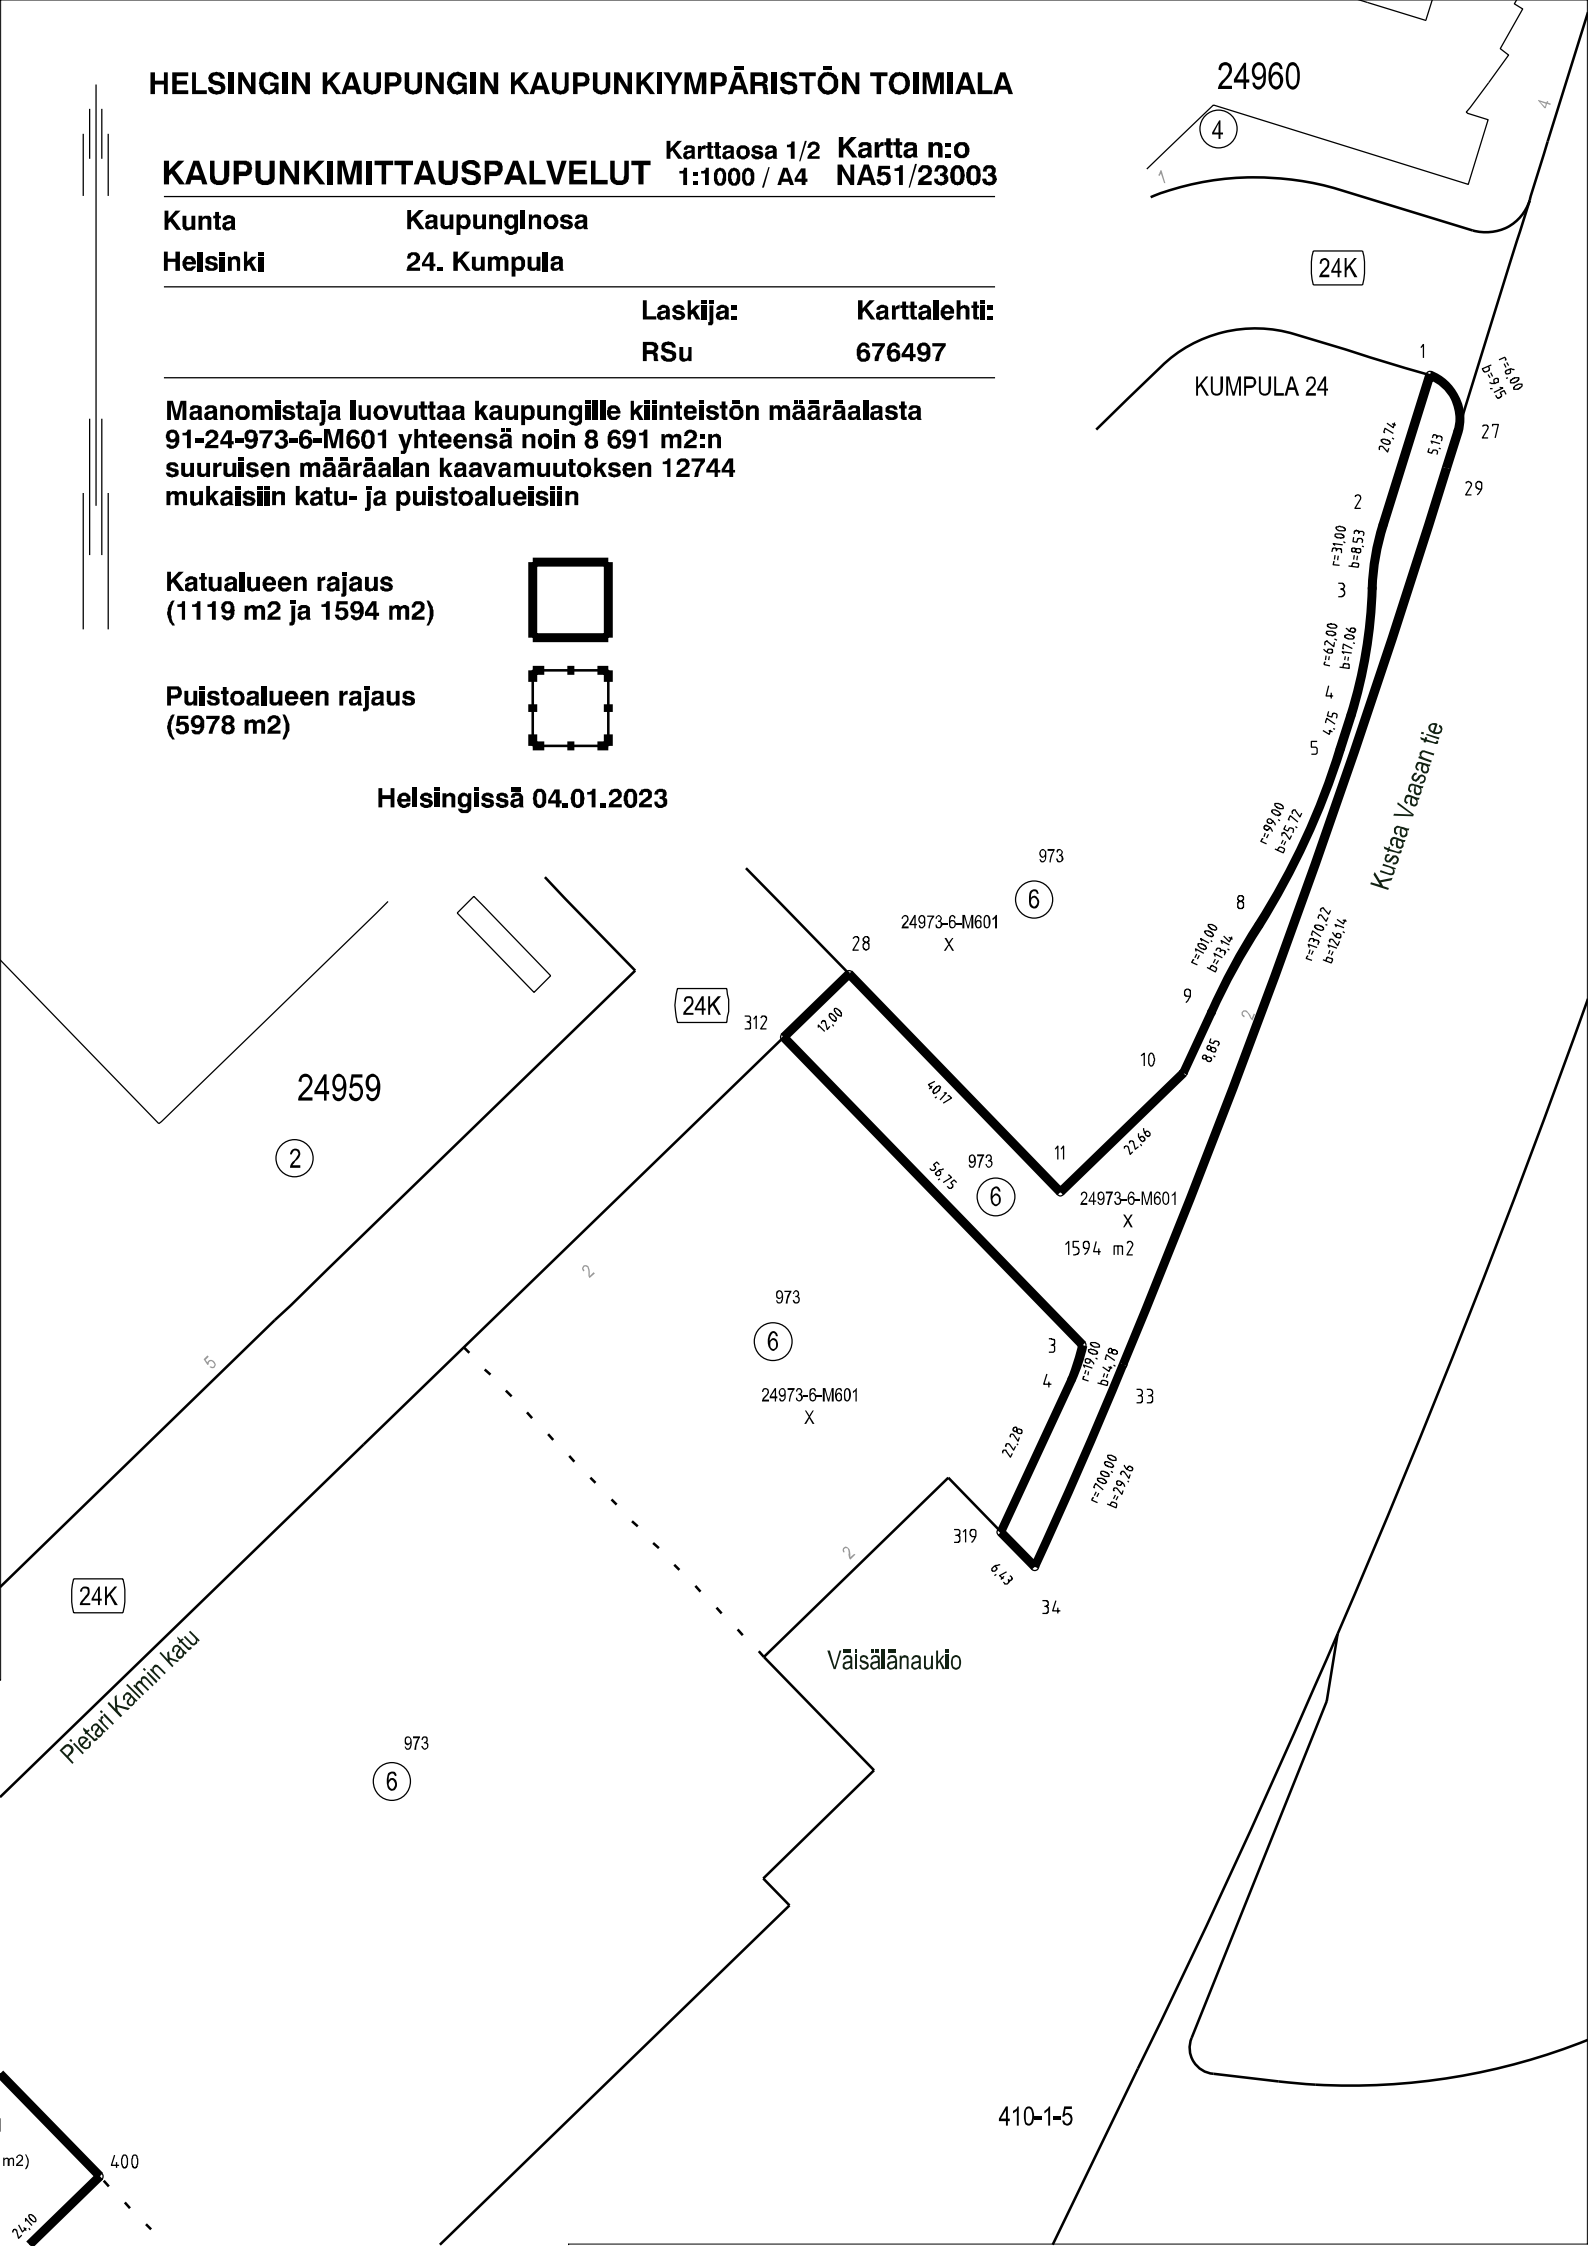 HELSINGIN KAUPUNGIN KAUPUNKIYMPÄRISTÖN TOIMIALA
KAUPUNKIMITTAUSPALVELUT
Karttaosa 1/2
1:1000 / A4
Kartta n:o
NA51/23003
Kunta
Kaupunginosa
Helsinki
24. Kumpula
Laskija:
Karttalehti:
RSu
676497
Maanomistaja luovuttaa kaupungille kiinteistön määräalasta
91-24-973-6-M601 yhteensä noin 8 691 m2:n
suuruisen määräalan kaavamuutoksen 12744
mukaisiin katu- ja puistoalueisiin
Katualueen rajaus
(1119 m2 ja 1594 m2)
Puistoalueen rajaus
(5978 m2)
Helsingissä 04.01.2023
24960
4
4
1
24K
1
KUMPULA 24
r=6,00
b=9,15
27
20,74
5,13
29
2
r=31,00
b=8,53
3
r=62,00
b=17,06
4
4,75
5
Kustaa Vaasan tie
r=99,00
b=25,72
973
6
8
24973-6-M601
X
28
r=101,00
b=13,14
r=1370,22
b=126,14
9
24K
312
12,00
2
10
8,85
24959
40,17
2
11
22,66
973
6
56,75
24973-6-M601
X
1594 m2
2
973
6
3
r=19,00
b=4,78
4
5
24973-6-M601
X
33
22,28
r=700,00
b=29,26
319
2
6,43
24K
34
Väisälänaukio
Pietari Kalmin katu
973
6
410-1-5
m2)
400
24,10